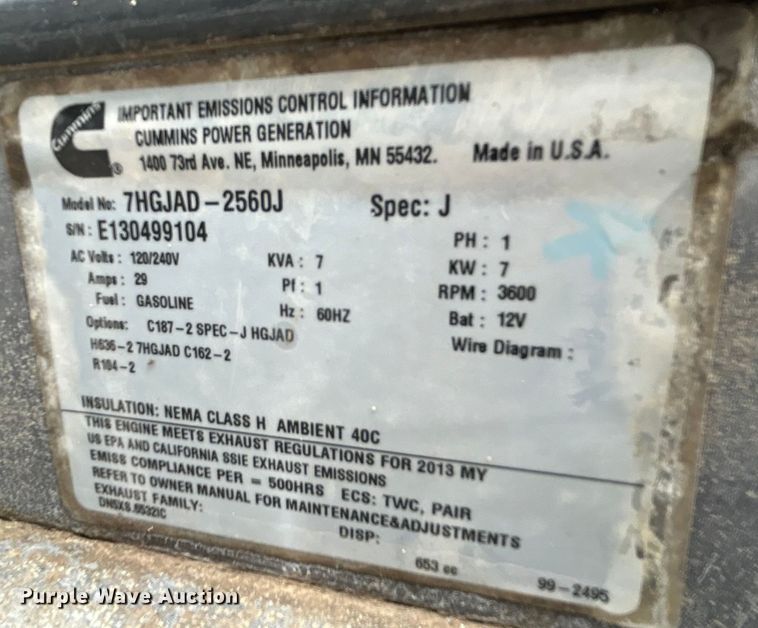 Cummins
IMPORTANT EMISSIONS CONTROL INFORMATION
CUMMINS POWER GENERATION
1400 73rd Ave. NE, Minneapolis, MN 55432. Made in U.S.A.
Model No: 7HGJAD-2560J Spec: J
S/N: E130499104 PH : 1
AC Volts : 120/240V KVA : 7 KW : 7
Amps : 29 Pf : 1 RPM : 3600
Fuel : GASOLINE Hz : 60HZ Bat : 12V
Options: C187-2 SPEC-J HGJAD Wire Diagram :
H636-2 7HGJAD C162-2
R104-2
INSULATION: NEMA CLASS H AMBIENT 40C
THIS ENGINE MEETS EXHAUST REGULATIONS FOR 2013 MY
US EPA AND CALIFORNIA SSIE EXHAUST EMISSIONS
EMISS COMPLIANCE PER = 500HRS ECS: TWC, PAIR
REFER TO OWNER MANUAL FOR MAINTENANCE&ADJUSTMENTS
EXHAUST FAMILY: DISP:
653 cc 99-2495
Purple Wave Auction